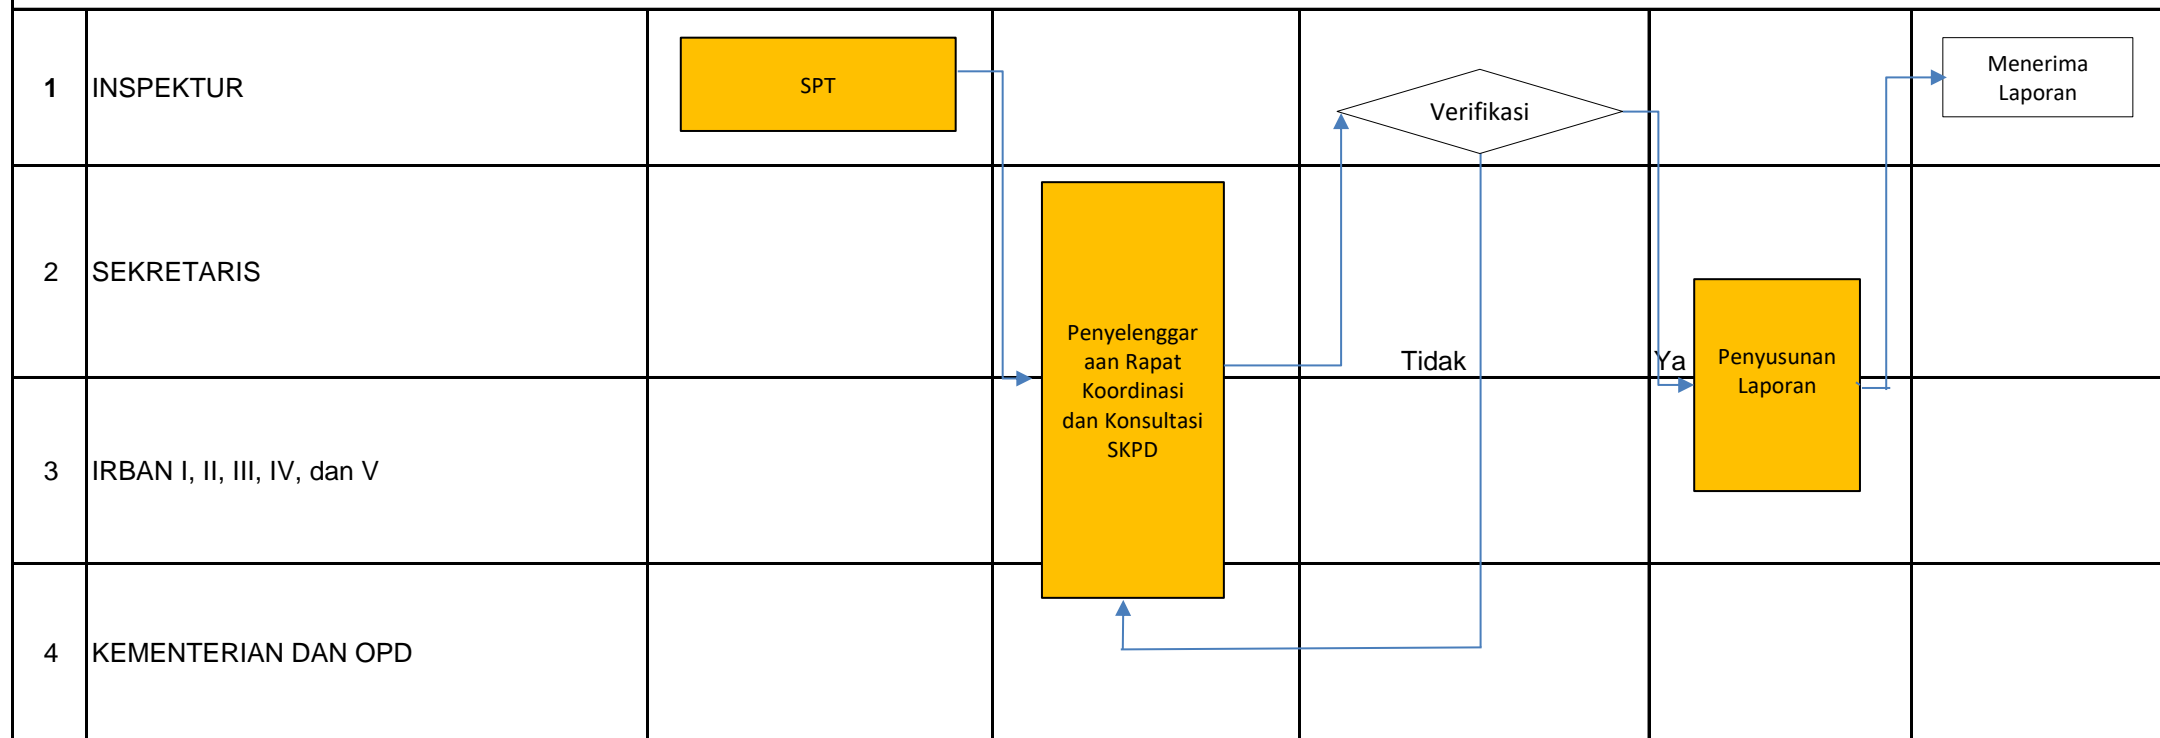 1
INSPEKTUR
SPT
Verifikasi
Menerima
Laporan
2
SEKRETARIS
Penyelenggar
aan Rapat
Koordinasi
dan Konsultasi
SKPD
Tidak
Ya
Penyusunan
Laporan
3
IRBAN I, II, III, IV, dan V
4
KEMENTERIAN DAN OPD